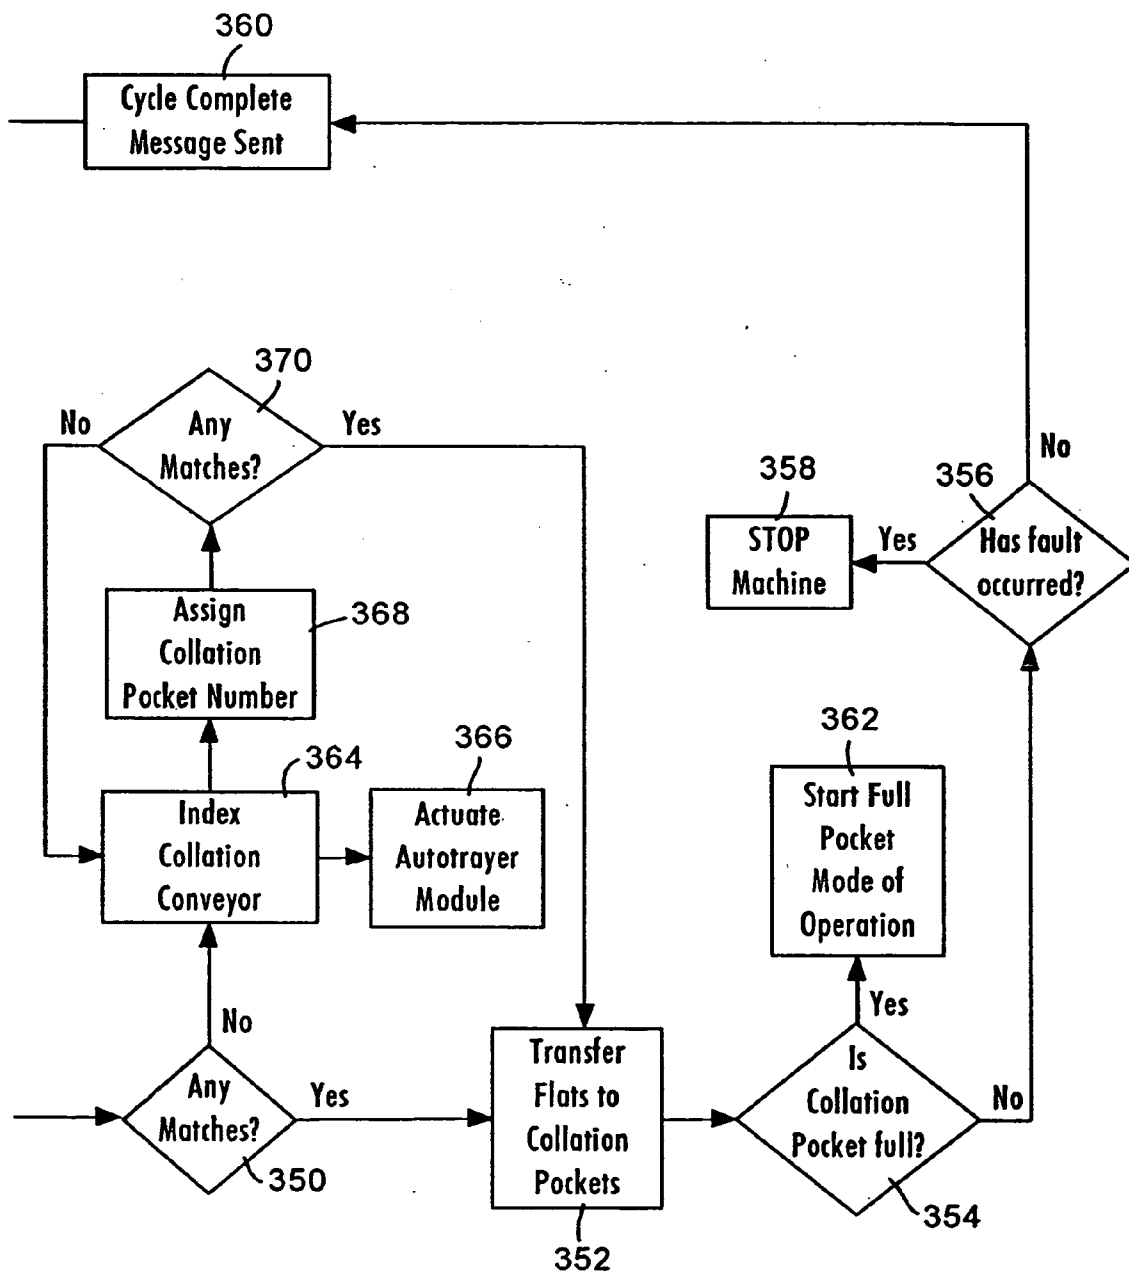 360
Cycle Complete
Message Sent
370
No
Any
Matches?
Yes
No
356
358
Has fault
occurred?
Yes
STOP
Machine
Assign
Collation
Pocket Number
368
366
362
364
Index
Collation
Conveyor
Actuate
Autotrayer
Module
Start Full
Pocket
Mode of
Operation
No
Yes
Any
Matches?
Yes
350
Transfer
Flats to
Collation
Pockets
352
Is
Collation
Pocket full?
No
354